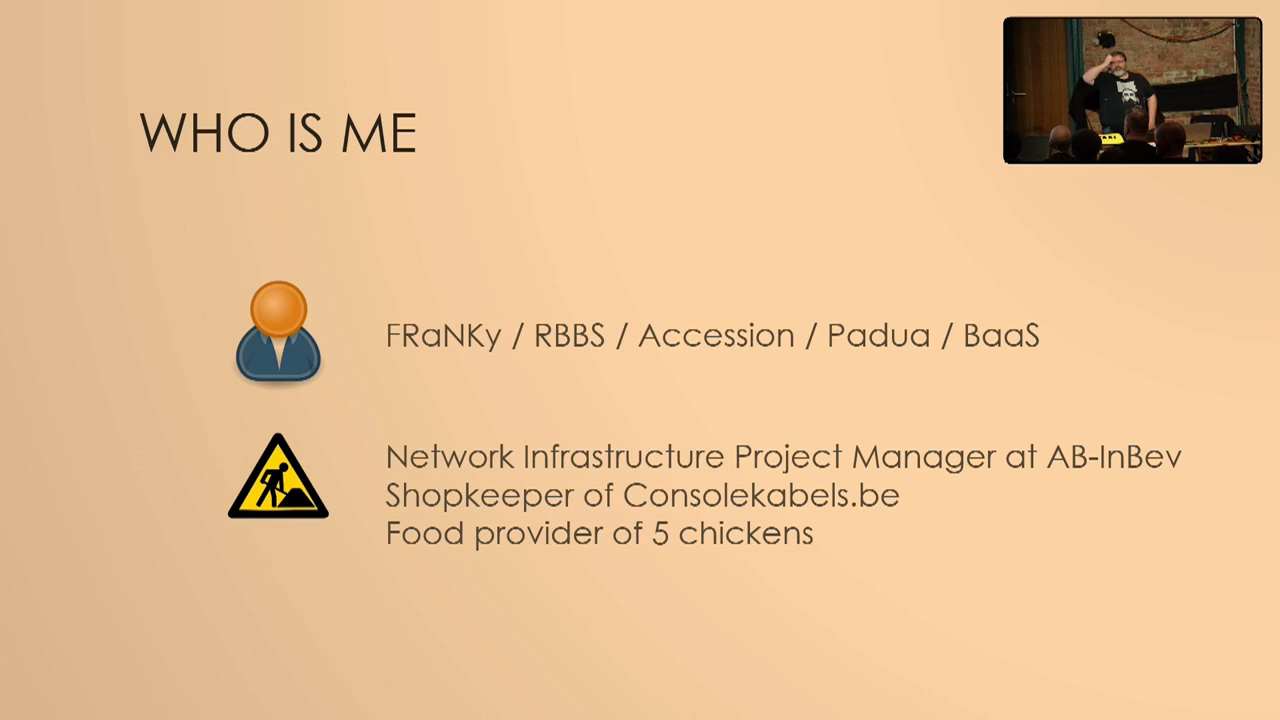 WHO IS ME
FRaNKy / RBBS / Accession / Padua / BaaS
Network Infrastructure Project Manager at AB-InBev
Shopkeeper of Consolekabels.be
Food provider of 5 chickens